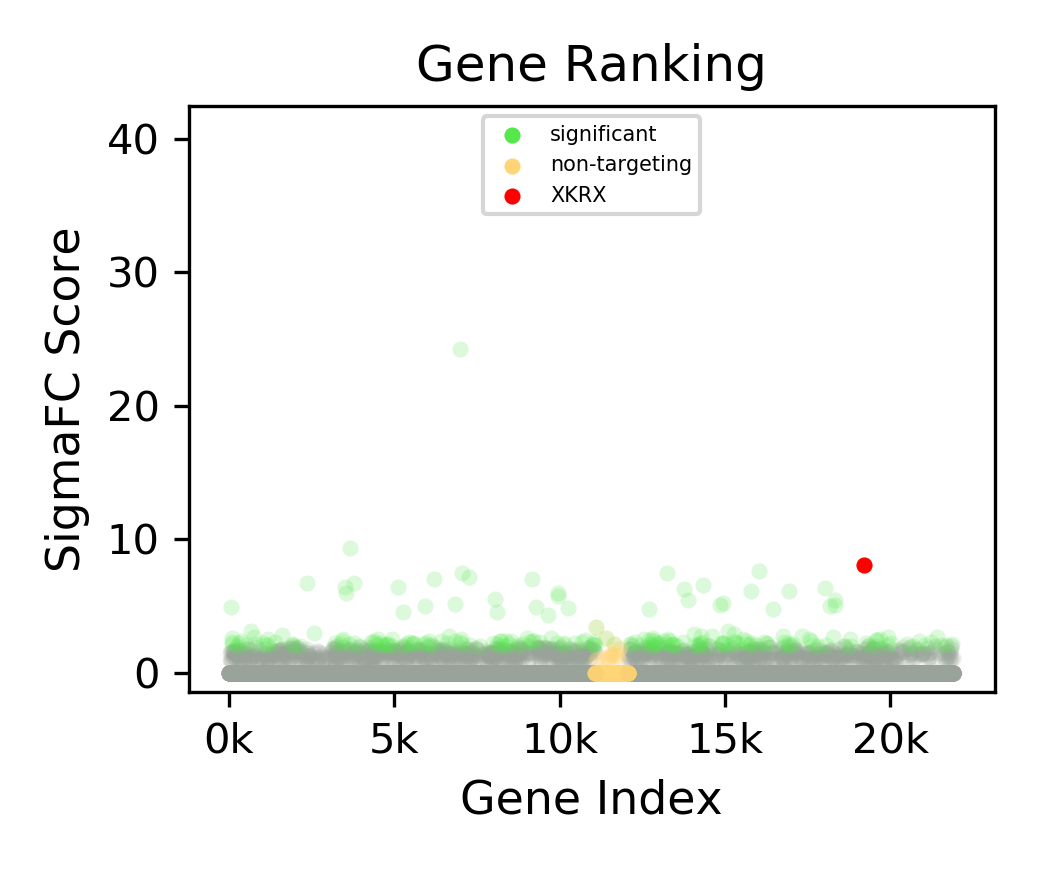 Gene Ranking
significant
non-targeting
XKRX
40
30
20
10
0
SigmaFC Score
0k 5k 10k 15k 20k
Gene Index